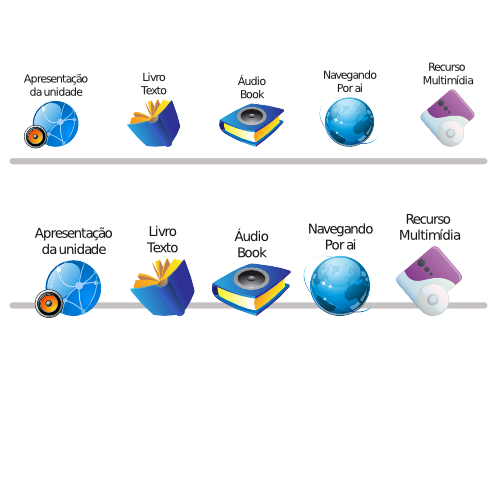 Apresentação
da unidade
Livro
Texto
Áudio
Book
Navegando
Por ai
Recurso
Multimídia
Apresentação
da unidade
Livro
Texto
Áudio
Book
Navegando
Por ai
Recurso
Multimídia